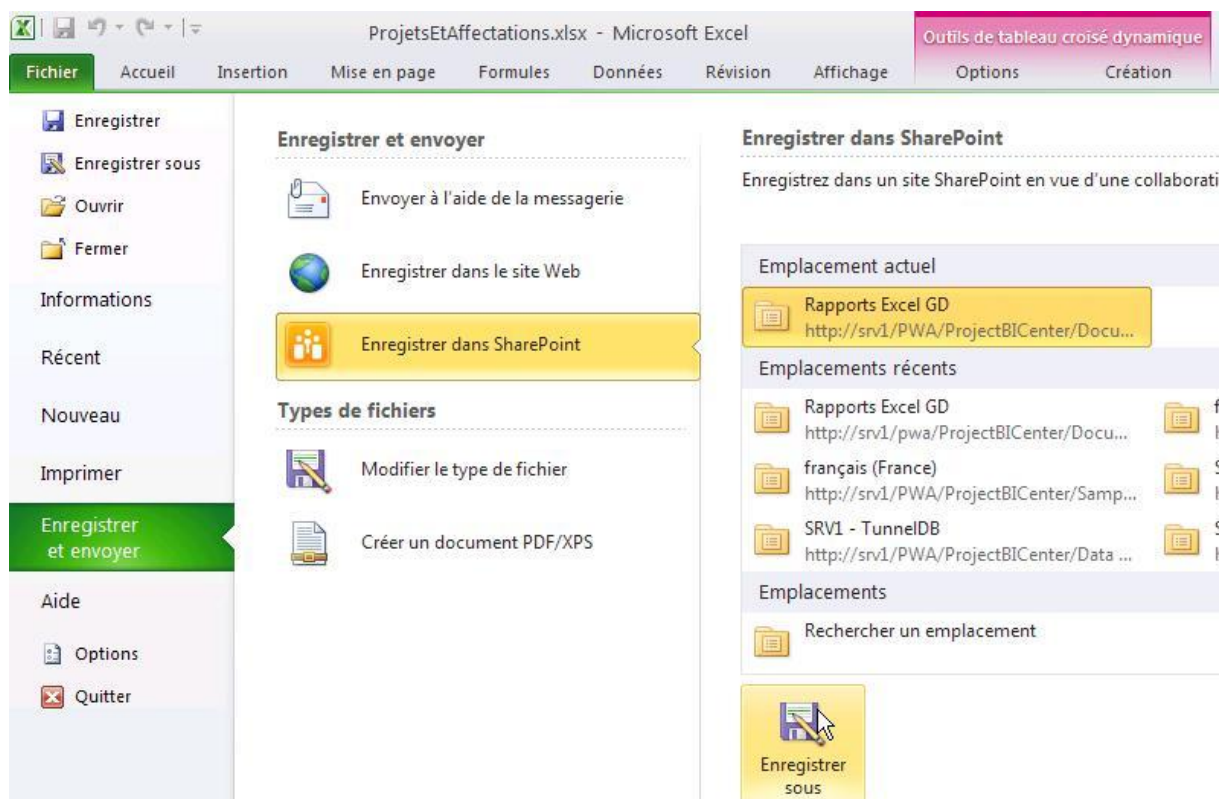 ProjetsEtAffectations.xlsx - Microsoft Excel
Outils de tableau croisé dynamique
Fichier Accueil Insertion Mise en page Formules Données Révision Affichage Options Création
Enregistrer
Enregistrer sous
Ouvrir
Fermer
Informations
Récent
Nouveau
Imprimer
Enregistrer
et envoyer
Aide
Options
Quitter
Enregistrer et envoyer
Envoyer à l'aide de la messagerie
Enregistrer dans le site Web
Enregistrer dans SharePoint
Types de fichiers
Modifier le type de fichier
Créer un document PDF/XPS
Enregistrer dans SharePoint
Enregistrez dans un site SharePoint en vue d'une collaborati
Emplacement actuel
Rapports Excel GD
http://srv1/PWA/ProjectBICenter/Docu...
Emplacements récents
Rapports Excel GD
http://srv1/pwa/ProjectBICenter/Docu...
français (France)
http://srv1/PWA/ProjectBICenter/Samp...
SRV1 - TunnelDB
http://srv1/PWA/ProjectBICenter/Data ...
Emplacements
Rechercher un emplacement
Enregistrer
sous